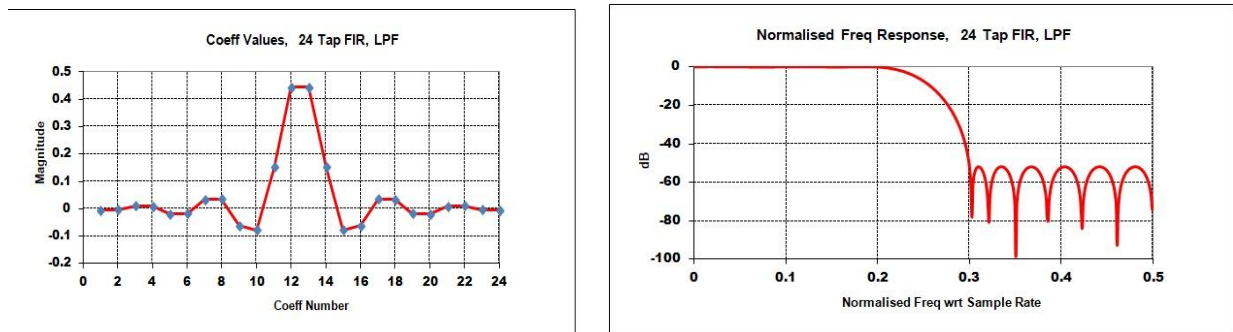 Coeff Values, 24 Tap FIR, LPF
0.5
0.4
0.3
0.2
0.1
0
-0.1
-0.2
Magnitude
0 2 4 6 8 10 12 14 16 18 20 22 24
Coeff Number
Normalised Freq Response, 24 Tap FIR, LPF
0
-20
-40
-60
-80
-100
dB
0 0.1 0.2 0.3 0.4 0.5
Normalised Freq wrt Sample Rate